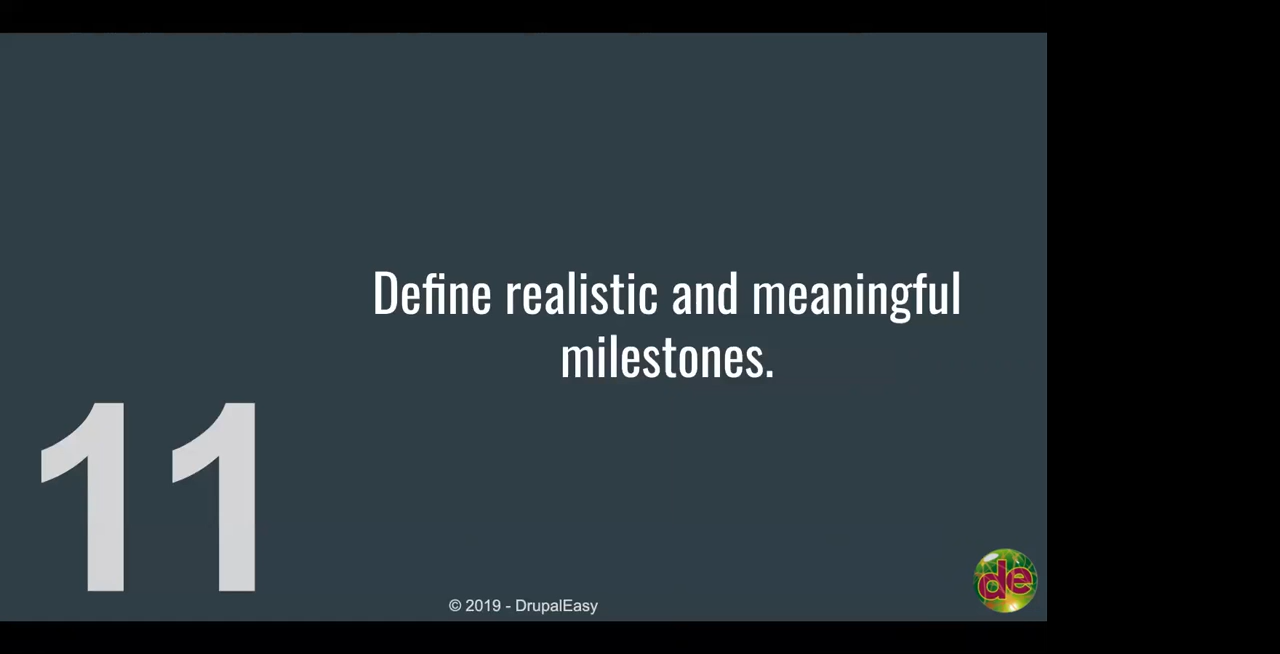 Define realistic and meaningful
milestones.
11
© 2019 - DrupalEasy
de